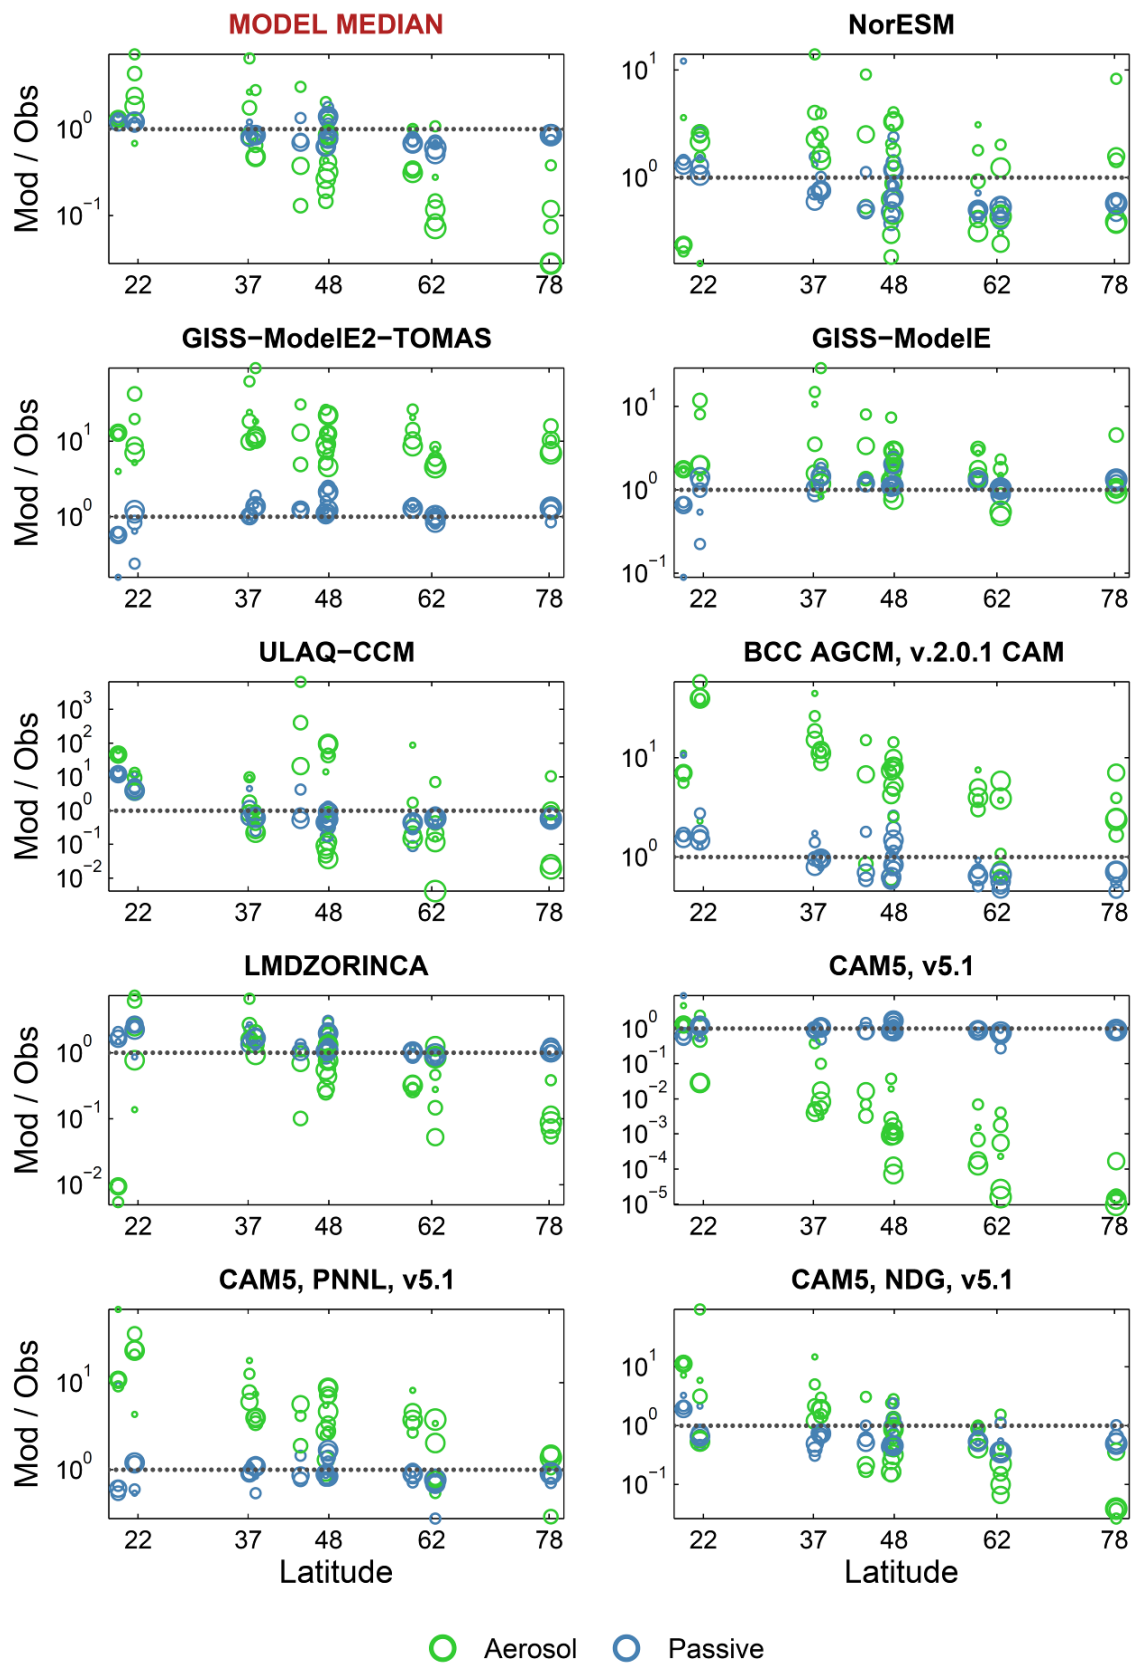 MODEL MEDIAN
NorESM
Mod / Obs
10^0
10^-1
22 37 48 62 78
10^1
10^0
22 37 48 62 78
GISS−ModelE2−TOMAS
GISS−ModelE
Mod / Obs
10^1
10^0
22 37 48 62 78
10^1
10^0
10^-1
22 37 48 62 78
ULAQ−CCM
BCC AGCM, v.2.0.1 CAM
Mod / Obs
10^3
10^2
10^1
10^0
10^-1
10^-2
22 37 48 62 78
10^1
10^0
22 37 48 62 78
LMDZORINCA
CAM5, v5.1
Mod / Obs
10^0
10^-1
10^-2
22 37 48 62 78
10^0
10^-1
10^-2
10^-3
10^-4
10^-5
22 37 48 62 78
CAM5, PNNL, v5.1
CAM5, NDG, v5.1
Mod / Obs
10^1
10^0
22 37 48 62 78
Latitude
10^1
10^0
10^-1
22 37 48 62 78
Latitude
Aerosol Passive